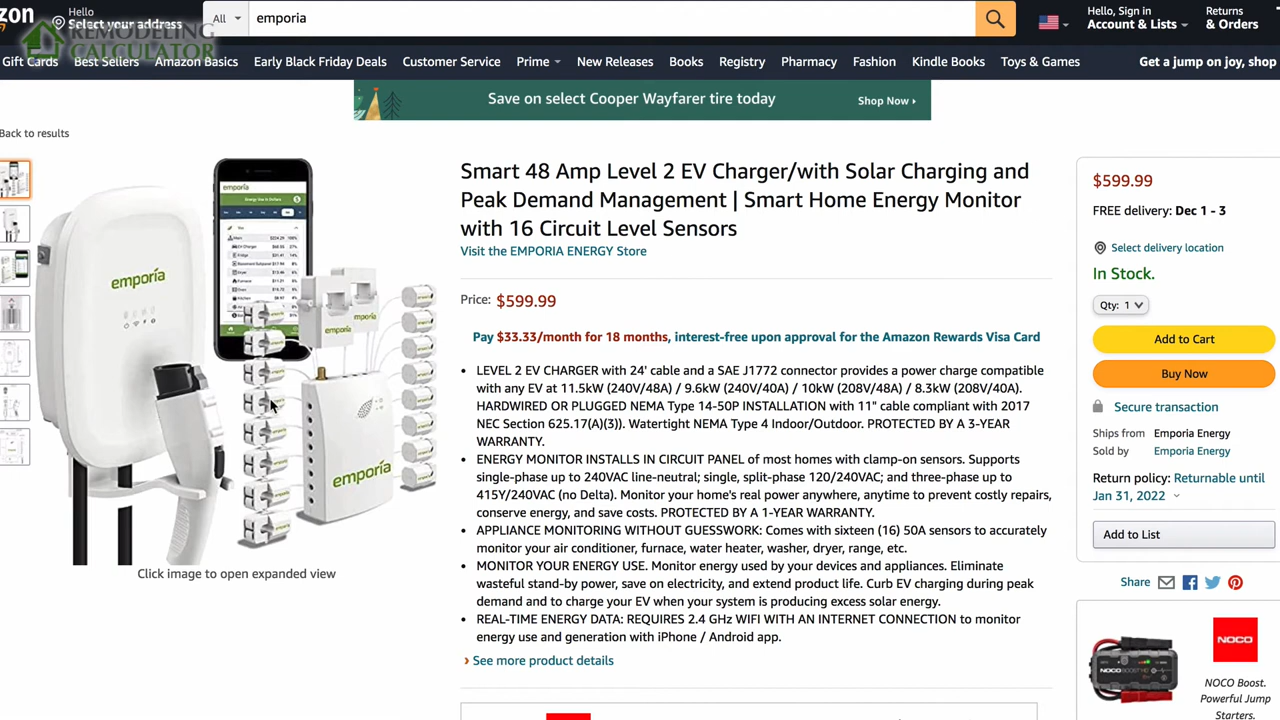 zon
Hello
Select your address
All
emporia
Hello, Sign in
Account & Lists
Returns
& Orders
REMODELING
CALCULATOR
Gift Cards
Best Sellers
Amazon Basics
Early Black Friday Deals
Customer Service
Prime
New Releases
Books
Registry
Pharmacy
Fashion
Kindle Books
Toys & Games
Get a jump on joy, shop
Save on select Cooper Wayfarer tire today
Shop Now
Back to results
emporia
emporia
emporia
emporia
emporia
Click image to open expanded view
Smart 48 Amp Level 2 EV Charger/with Solar Charging and
Peak Demand Management | Smart Home Energy Monitor
with 16 Circuit Level Sensors
Visit the EMPORIA ENERGY Store
Price: $599.99
Pay $33.33/month for 18 months, interest-free upon approval for the Amazon Rewards Visa Card
• LEVEL 2 EV CHARGER with 24' cable and a SAE J1772 connector provides a power charge compatible
with any EV at 11.5kW (240V/48A) / 9.6kW (240V/40A) / 10kW (208V/48A) / 8.3kW (208V/40A).
HARDWIRED OR PLUGGED NEMA Type 14-50P INSTALLATION with 11" cable compliant with 2017
NEC Section 625.17(A)(3)). Watertight NEMA Type 4 Indoor/Outdoor. PROTECTED BY A 3-YEAR
WARRANTY.
• ENERGY MONITOR INSTALLS IN CIRCUIT PANEL of most homes with clamp-on sensors. Supports
single-phase up to 240VAC line-neutral; single, split-phase 120/240VAC; and three-phase up to
415Y/240VAC (no Delta). Monitor your home's real power anywhere, anytime to prevent costly repairs,
conserve energy, and save costs. PROTECTED BY A 1-YEAR WARRANTY.
• APPLIANCE MONITORING WITHOUT GUESSWORK: Comes with sixteen (16) 50A sensors to accurately
monitor your air conditioner, furnace, water heater, washer, dryer, range, etc.
• MONITOR YOUR ENERGY USE. Monitor energy used by your devices and appliances. Eliminate
wasteful stand-by power, save on electricity, and extend product life. Curb EV charging during peak
demand and to charge your EV when your system is producing excess solar energy.
• REAL-TIME ENERGY DATA: REQUIRES 2.4 GHz WIFI WITH AN INTERNET CONNECTION to monitor
energy use and generation with iPhone / Android app.
› See more product details
$599.99
FREE delivery: Dec 1 - 3
Select delivery location
In Stock.
Qty: 1
Add to Cart
Buy Now
Secure transaction
Ships from Emporia Energy
Sold by Emporia Energy
Return policy: Returnable until
Jan 31, 2022
Add to List
Share
NOCO
NOCO Boost.
Powerful Jump
Starters.